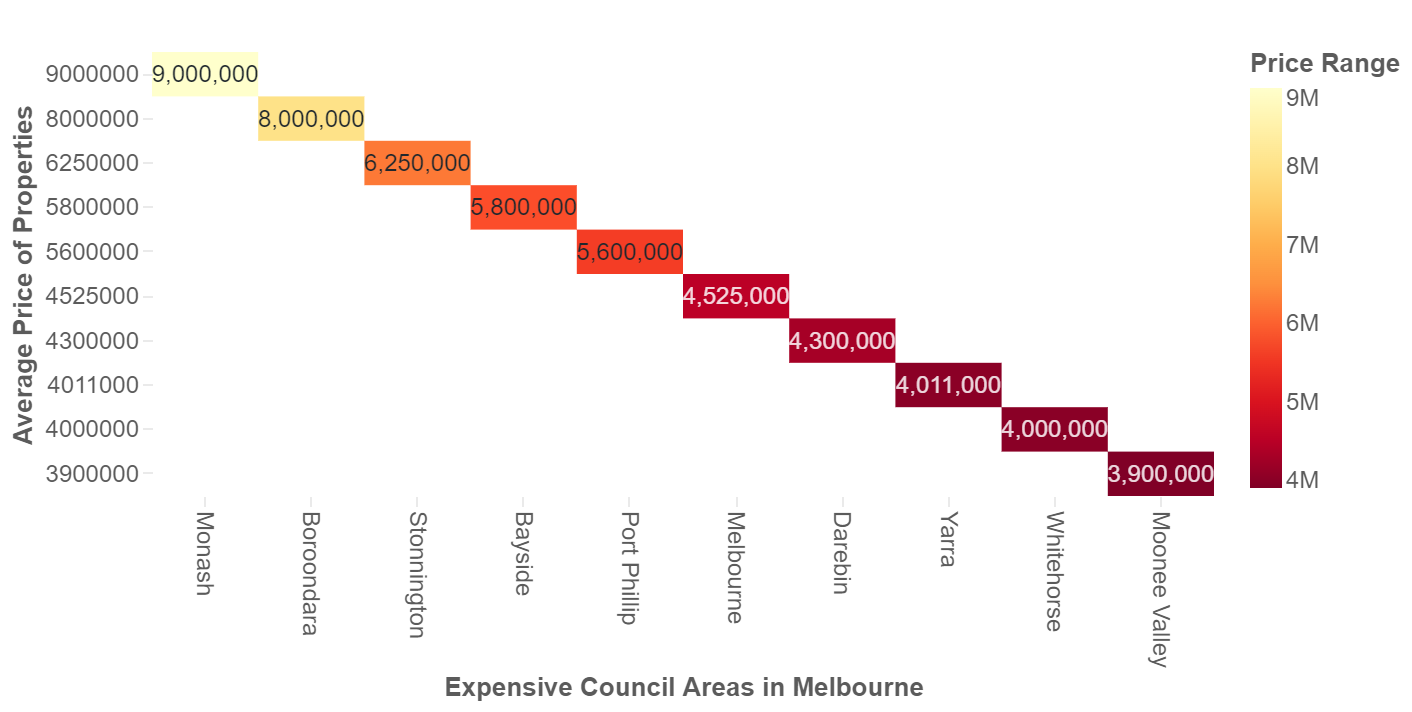 Price Range
9M
8M
7M
6M
5M
4M
Average Price of Properties
9000000
8000000
6250000
5800000
5600000
4525000
4300000
4011000
4000000
3900000
9,000,000
8,000,000
6,250,000
5,800,000
5,600,000
4,525,000
4,300,000
4,011,000
4,000,000
3,900,000
Monash
Boroondara
Stonnington
Bayside
Port Phillip
Melbourne
Darebin
Yarra
Whitehorse
Moonee Valley
Expensive Council Areas in Melbourne